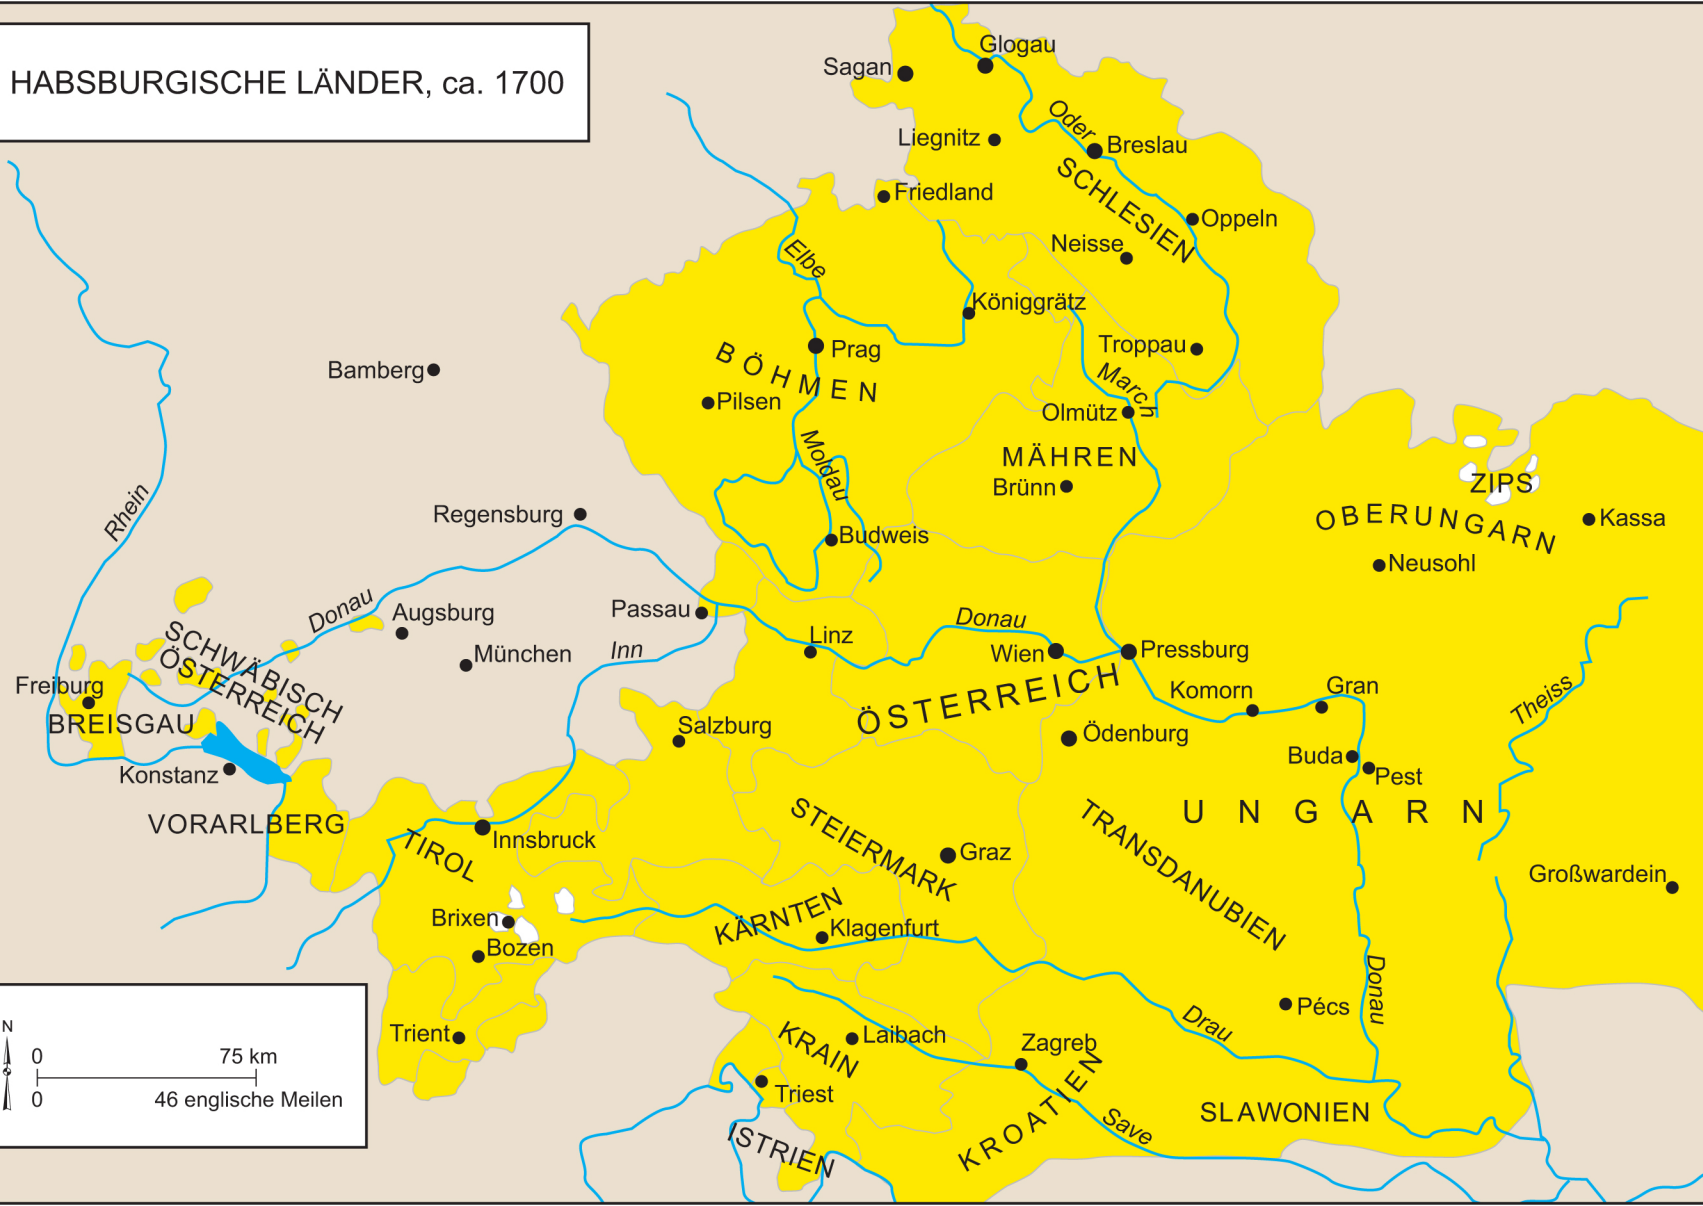 HABSBURGISCHE LÄNDER, ca. 1700
Glogau
Sagan
Oder
Liegnitz
Breslau
SCHLESIEN
Friedland
Oppeln
Neisse
Elbe
Königgrätz
Troppau
Prag
BÖHMEN
Bamberg
March
Pilsen
Olmütz
Moldau
MÄHREN
Brünn
ZIPS
Rhein
Regensburg
OBERUNGARN
Kassa
Budweis
Neusohl
Donau
Augsburg
Passau
Donau
Linz
SCHWÄBISCH
ÖSTERREICH
München
Inn
Wien
Pressburg
Freiburg
ÖSTERREICH
Komorn
Gran
Theiss
BREISGAU
Salzburg
Ödenburg
Buda
Pest
Konstanz
VORARLBERG
UNGARN
Innsbruck
TIROL
STEIERMARK
TRANSDANUBIEN
Graz
Großwardein
Brixen
KÄRNTEN
Klagenfurt
Bozen
Donau
Pécs
Drau
Trient
KRAIN
Laibach
Zagreb
N
0
75 km
0
46 englische Meilen
Triest
KROATIEN
Save
SLAWONIEN
ISTRIEN